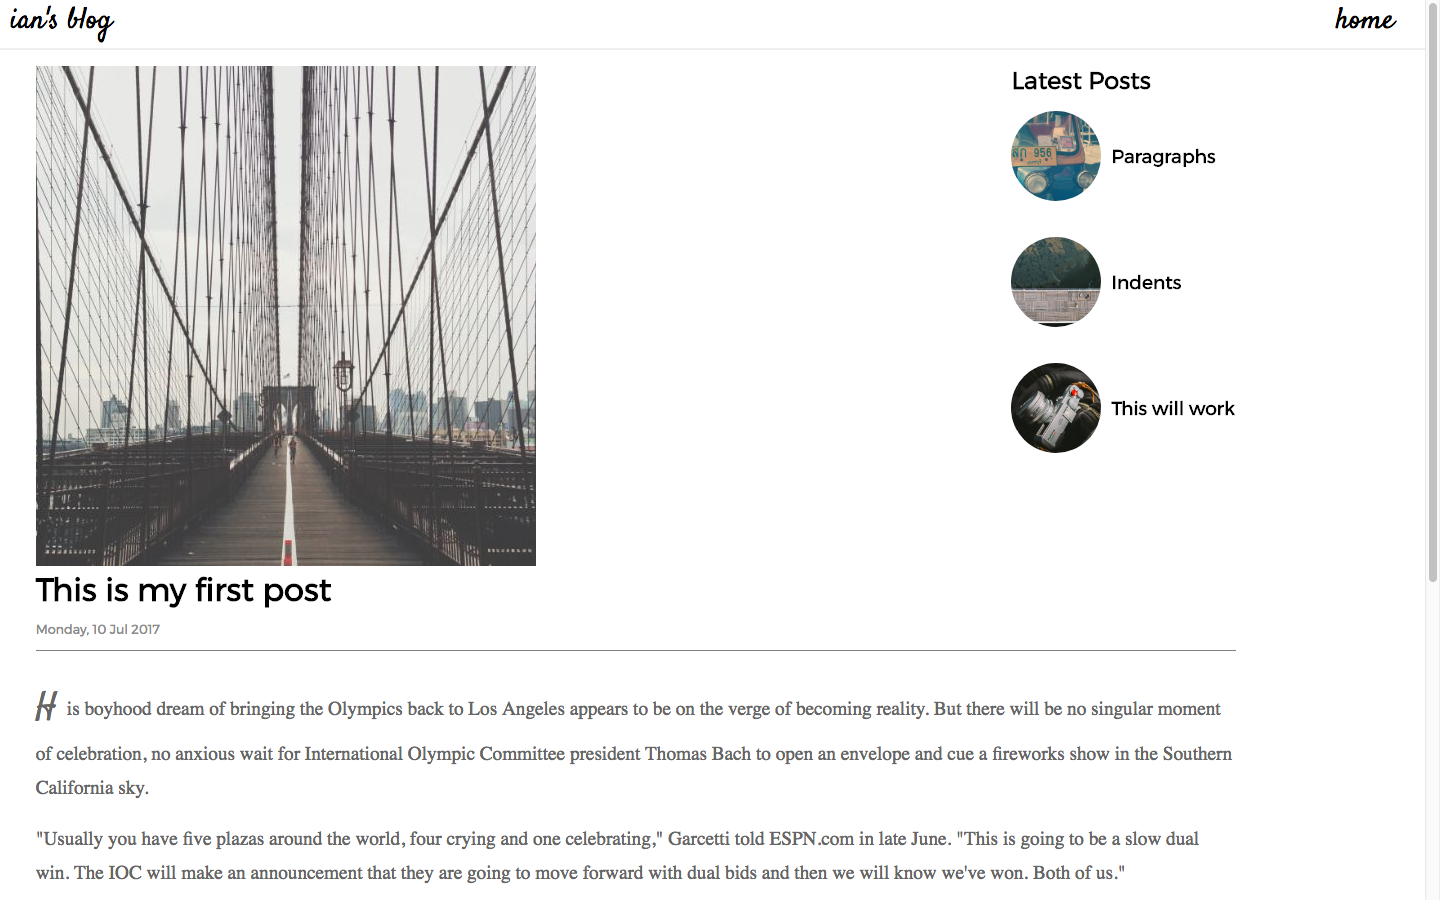 ian's blog
home
Latest Posts
956
Paragraphs
Indents
This will work
This is my first post
Monday, 10 Jul 2017
H is boyhood dream of bringing the Olympics back to Los Angeles appears to be on the verge of becoming reality. But there will be no singular moment
of celebration, no anxious wait for International Olympic Committee president Thomas Bach to open an envelope and cue a fireworks show in the Southern
California sky.
"Usually you have five plazas around the world, four crying and one celebrating," Garcetti told ESPN.com in late June. "This is going to be a slow dual
win. The IOC will make an announcement that they are going to move forward with dual bids and then we will know we've won. Both of us."